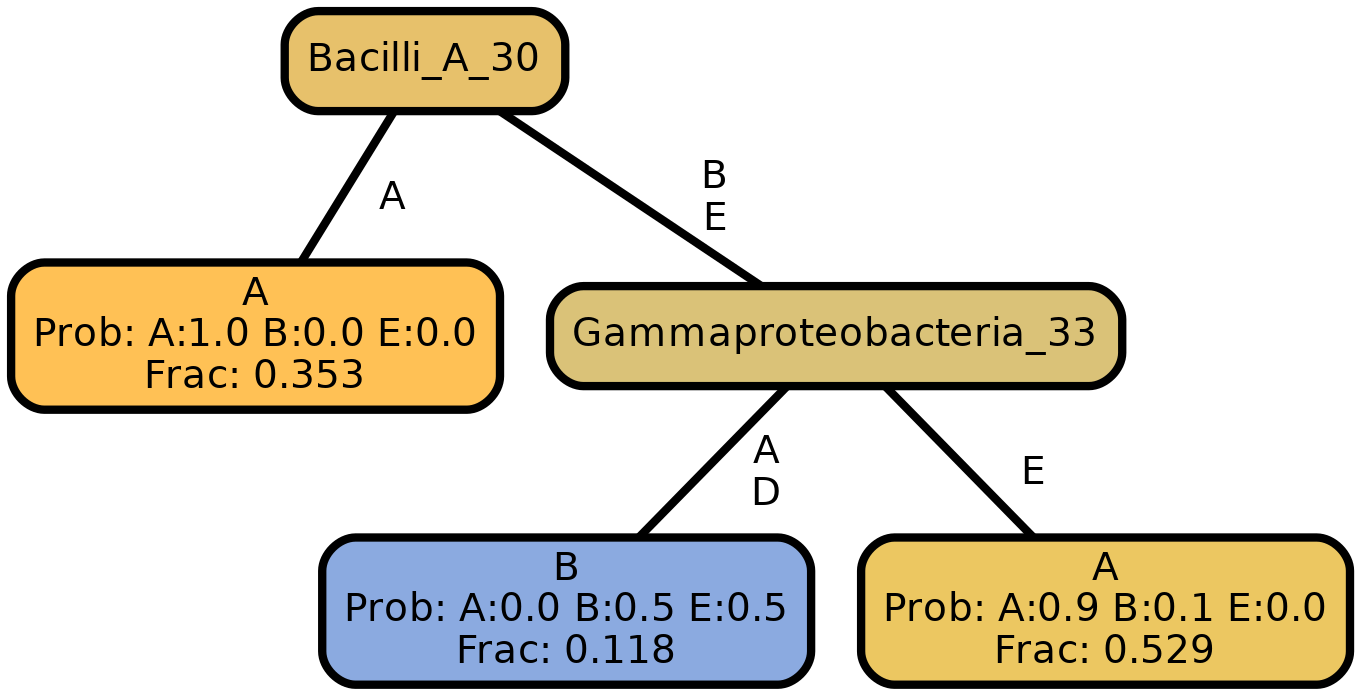 Bacilli_A_30
A
B
E
A
Prob: A:1.0 B:0.0 E:0.0
Frac: 0.353
Gammaproteobacteria_33
A
D
E
B
Prob: A:0.0 B:0.5 E:0.5
Frac: 0.118
A
Prob: A:0.9 B:0.1 E:0.0
Frac: 0.529